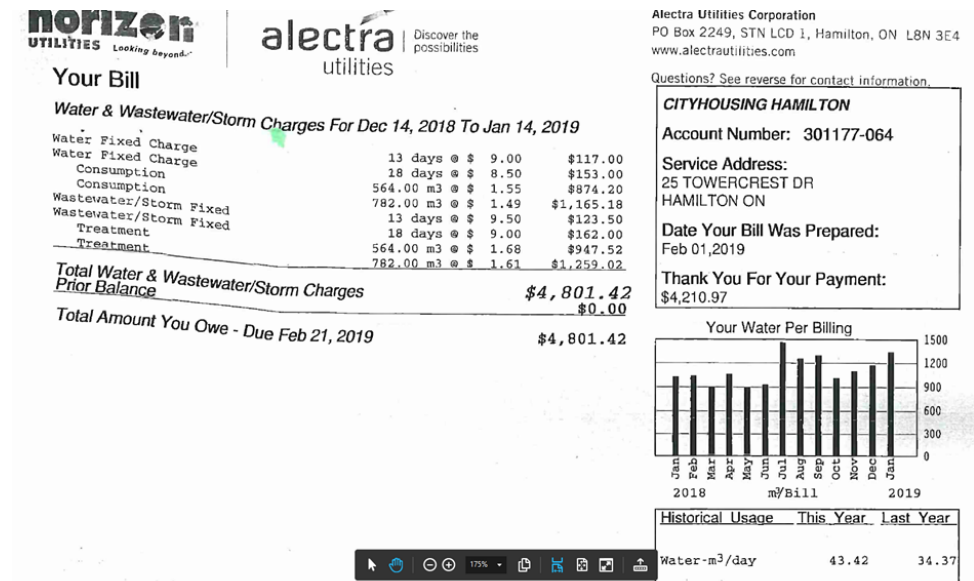 horizon
UTILITIES Looking beyond...
alectra
utilities
Discover the
possibilities
Alectra Utilities Corporation
PO Box 2249, STN LCD 1, Hamilton, ON L8N 3E4
www.alectrautilities.com
Questions? See reverse for contact information.
Your Bill
Water & Wastewater/Storm Charges For Dec 14, 2018 To Jan 14, 2019
Water Fixed Charge 13 days @ $ 9.00 $117.00
Water Fixed Charge 18 days @ $ 8.50 $153.00
Consumption 564.00 m3 @ $ 1.55 $874.20
Consumption 782.00 m3 @ $ 1.49 $1,165.18
Wastewater/Storm Fixed 13 days @ $ 9.50 $123.50
Wastewater/Storm Fixed 18 days @ $ 9.00 $162.00
Treatment 564.00 m3 @ $ 1.68 $947.52
Treatment 782.00 m3 @ $ 1.61 $1,259.02
Total Water & Wastewater/Storm Charges $4,801.42
Prior Balance $0.00
Total Amount You Owe - Due Feb 21, 2019 $4,801.42
CITYHOUSING HAMILTON
Account Number: 301177-064
Service Address:
25 TOWERCREST DR
HAMILTON ON
Date Your Bill Was Prepared:
Feb 01,2019
Thank You For Your Payment:
$4,210.97
Your Water Per Billing
1500
1200
900
600
300
0
Jan Feb Mar Apr May Jun Jul Aug Sep Oct Nov Dec Jan
2018 m³/Bill 2019
Historical Usage This Year Last Year
Water-m3/day 43.42 34.37
175%